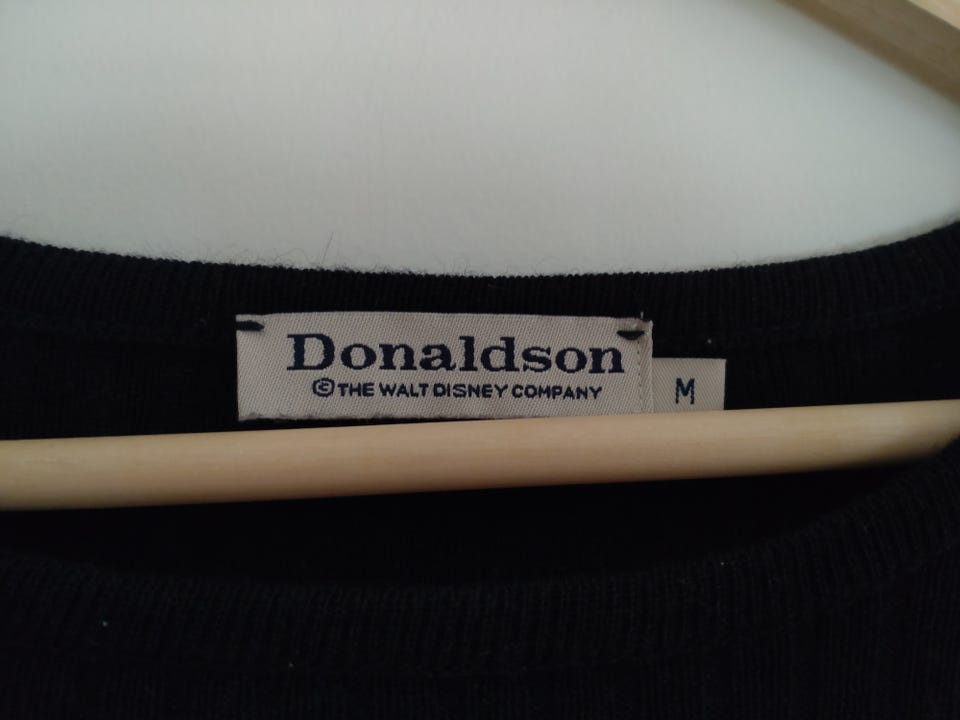 Donaldson
© THE WALT DISNEY COMPANY
M